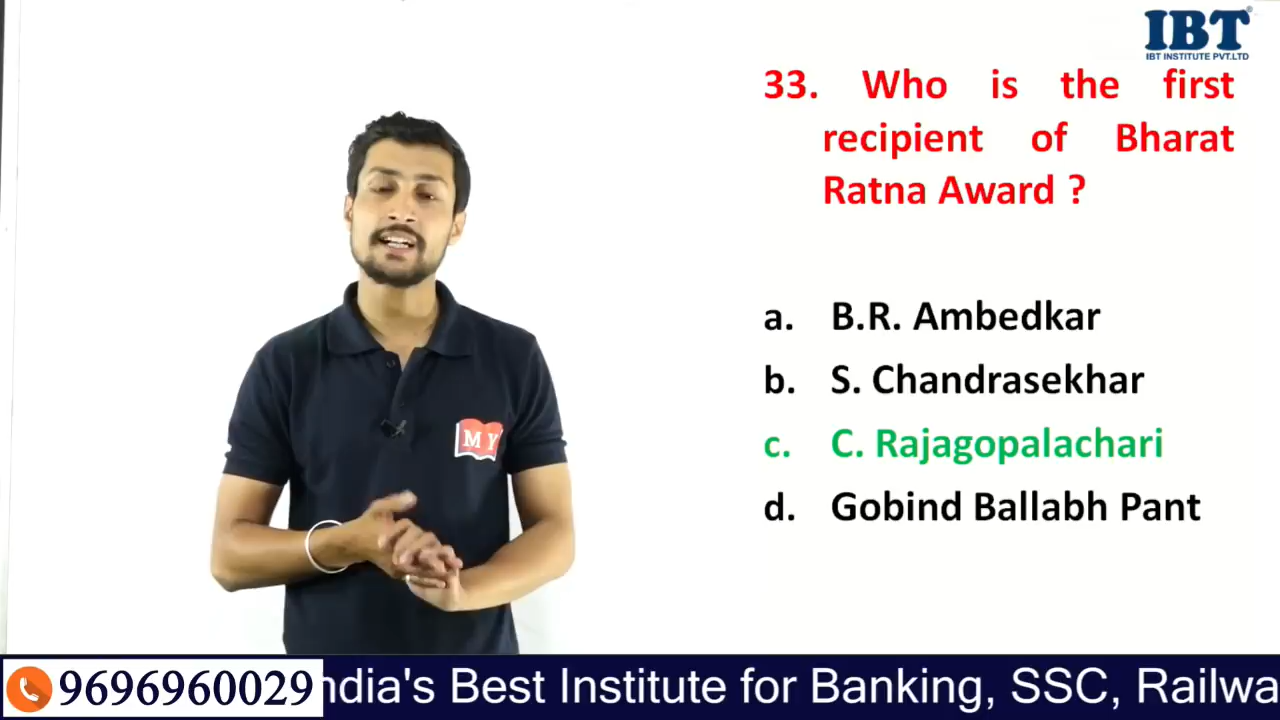 IBT
IBT INSTITUTE PVT.LTD
33. Who is the first
recipient of Bharat
Ratna Award ?
a. B.R. Ambedkar
b. S. Chandrasekhar
c. C. Rajagopalachari
d. Gobind Ballabh Pant
MY
9696960029 ndia's Best Institute for Banking, SSC, Railwa